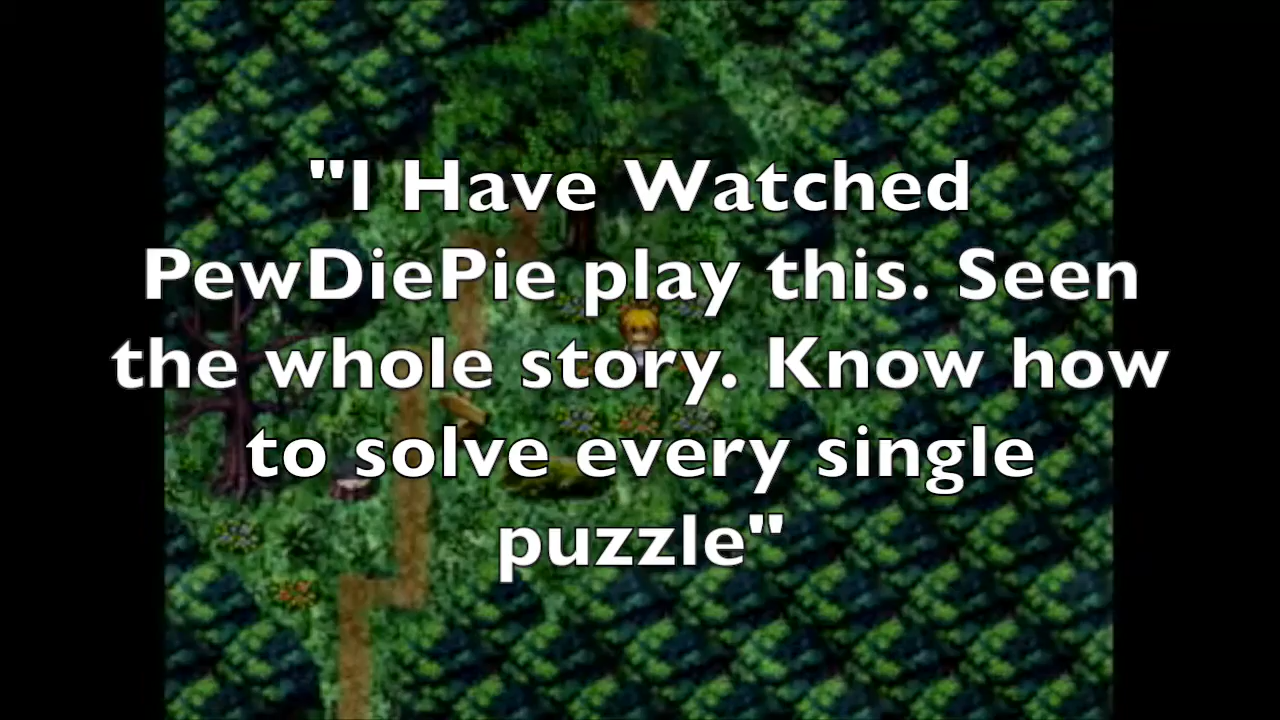 "I Have Watched
PewDiePie play this. Seen
the whole story. Know how
to solve every single
puzzle"